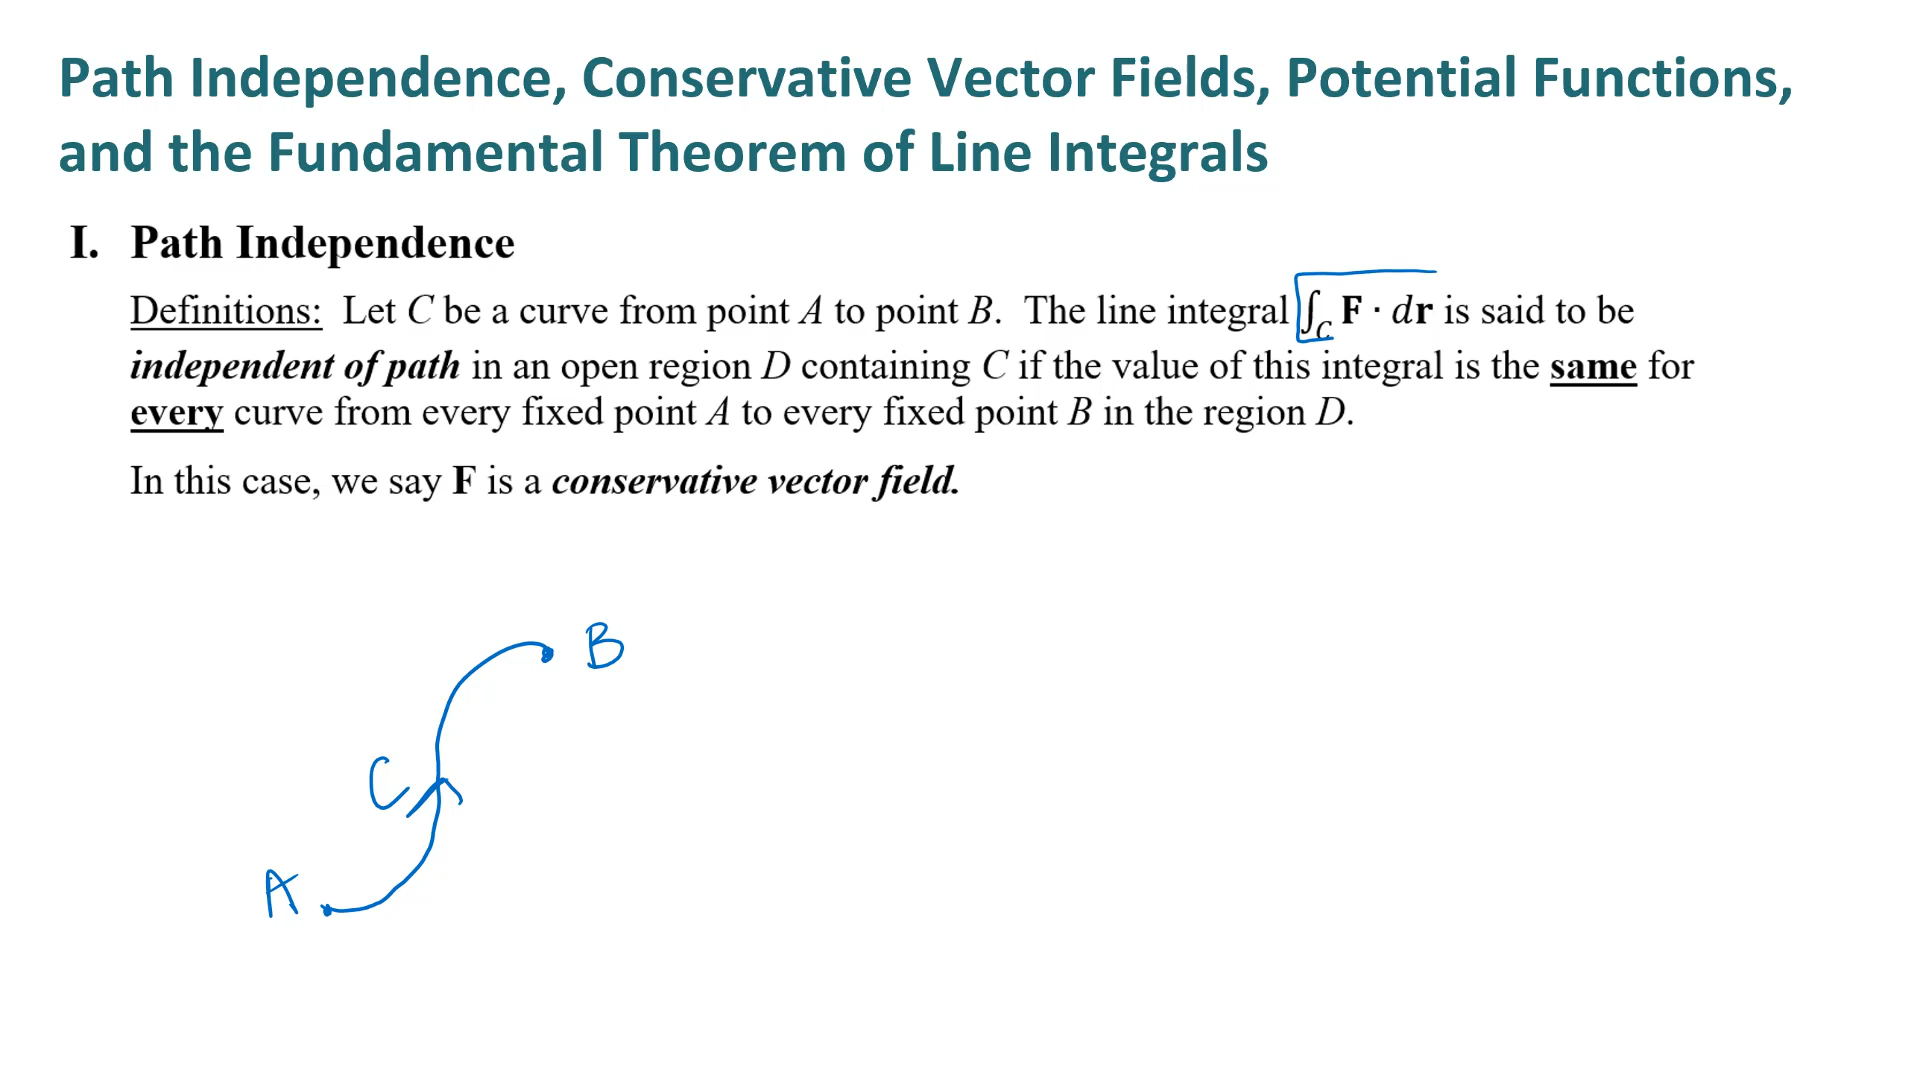 Path Independence, Conservative Vector Fields, Potential Functions,
and the Fundamental Theorem of Line Integrals
I. Path Independence
Definitions: Let C be a curve from point A to point B. The line integral ∫_C F · dr is said to be
independent of path in an open region D containing C if the value of this integral is the same for
every curve from every fixed point A to every fixed point B in the region D.
In this case, we say F is a conservative vector field.
B
C
A